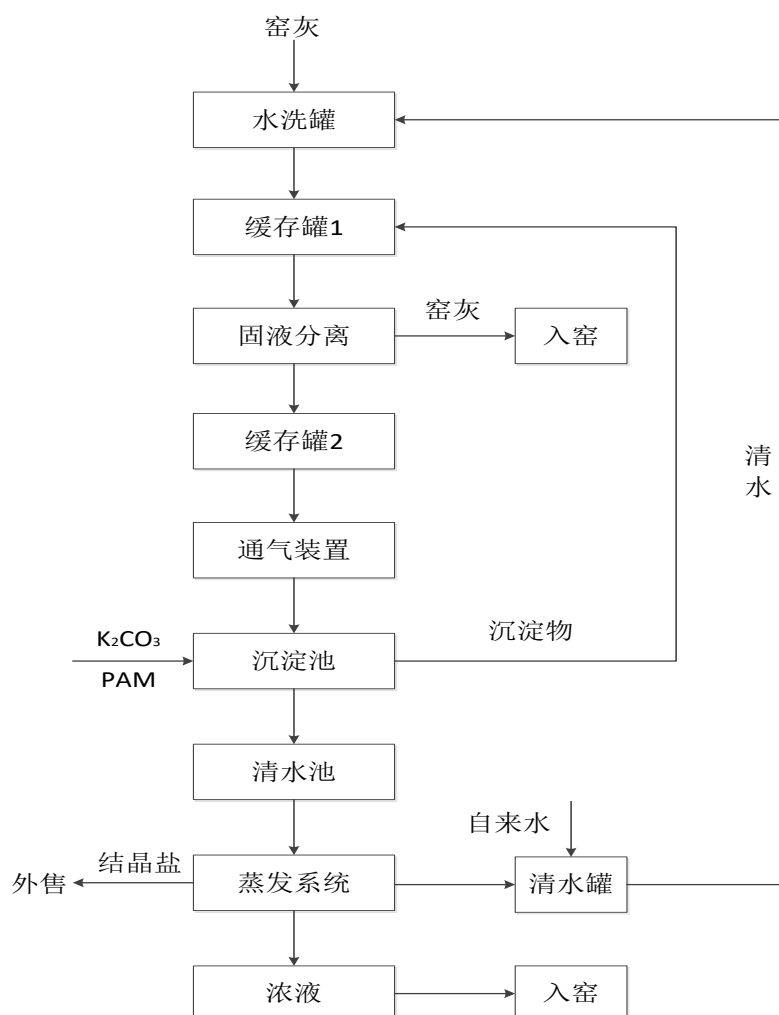 窑灰
水洗罐
缓存罐1
窑灰
固液分离
入窑
缓存罐2
清
水
通气装置
K₂CO₃
PAM
沉淀池
沉淀物
清水池
自来水
结晶盐
外售
蒸发系统
清水罐
浓液
入窑